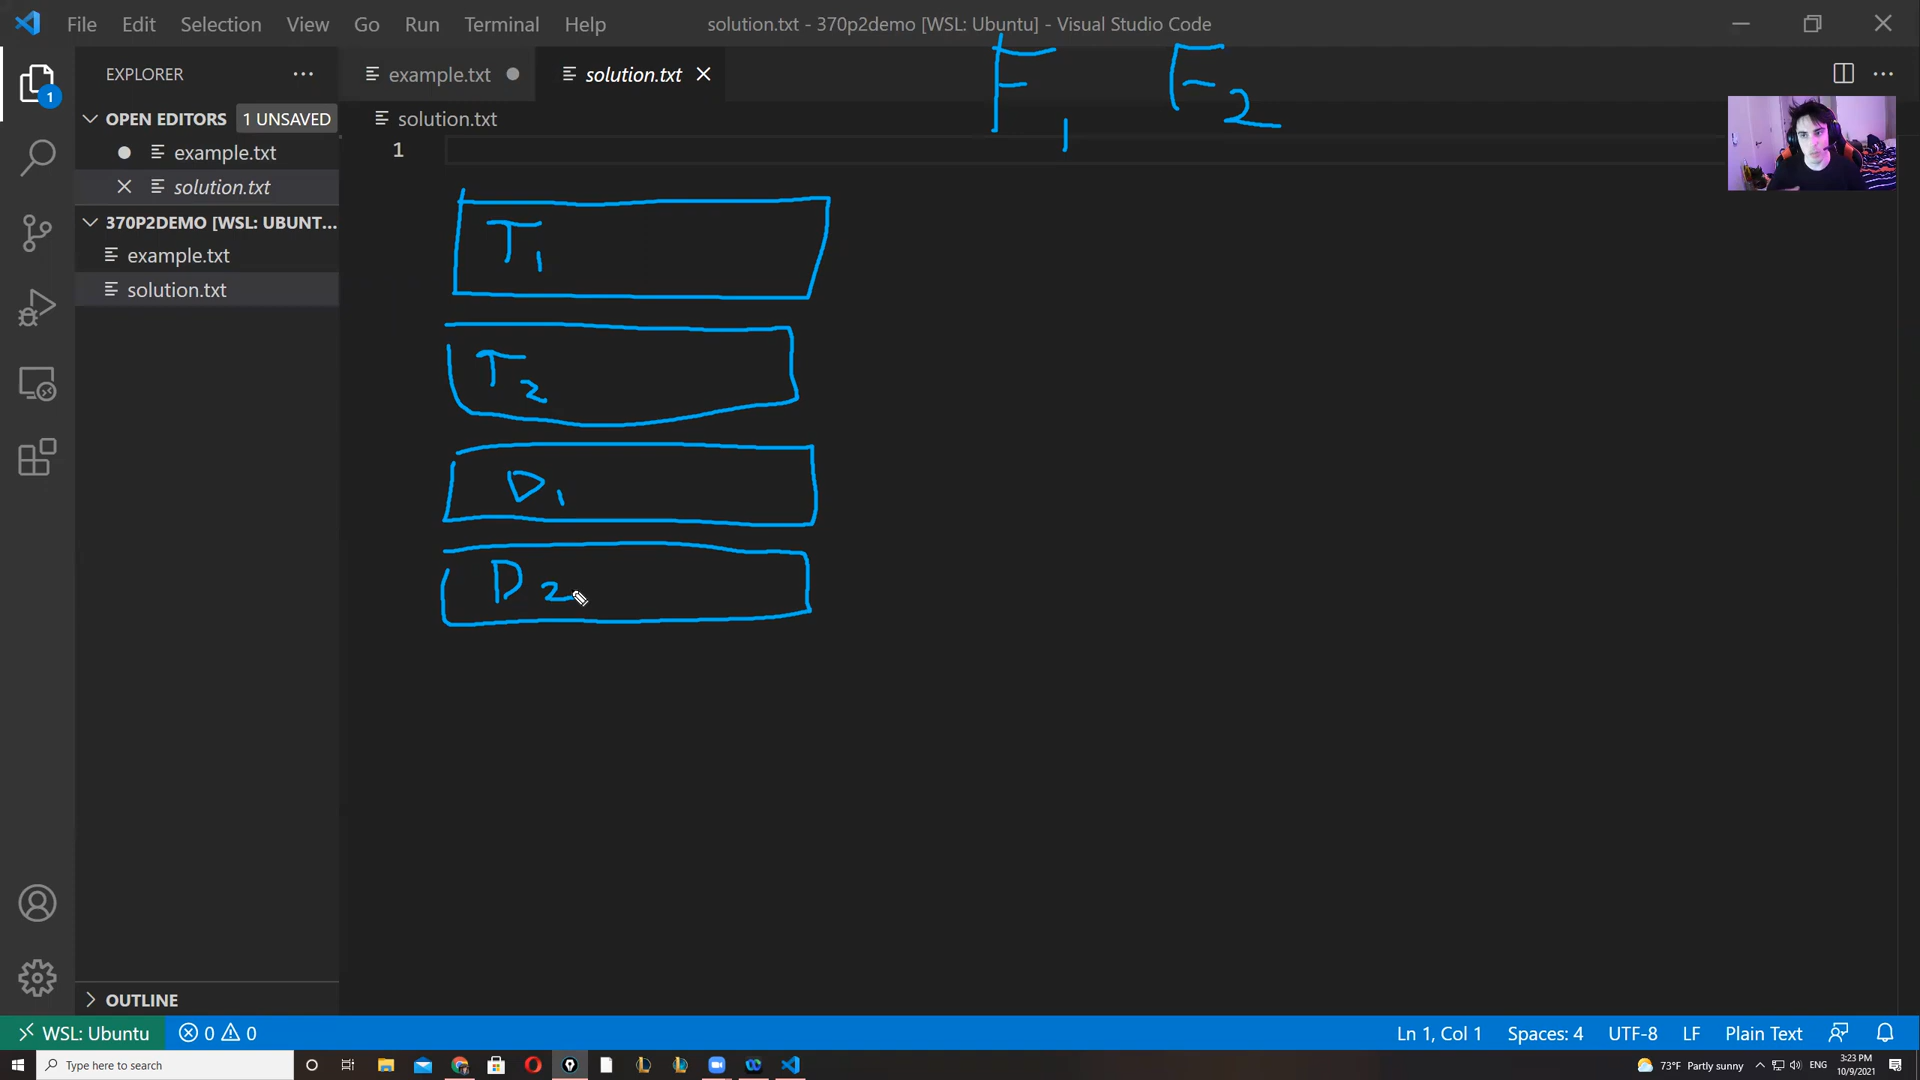 File Edit Selection View Go Run Terminal Help
solution.txt - 370p2demo [WSL: Ubuntu] - Visual Studio Code
F1 F2
EXPLORER
1
OPEN EDITORS 1 UNSAVED
example.txt
solution.txt
370P2DEMO [WSL: UBUNT...
example.txt
solution.txt
OUTLINE
example.txt solution.txt
solution.txt
1
T1
T2
D1
D2
WSL: Ubuntu 0 0
Ln 1, Col 1 Spaces: 4 UTF-8 LF Plain Text
Type here to search
73°F Partly sunny ENG
3:23 PM
10/9/2021